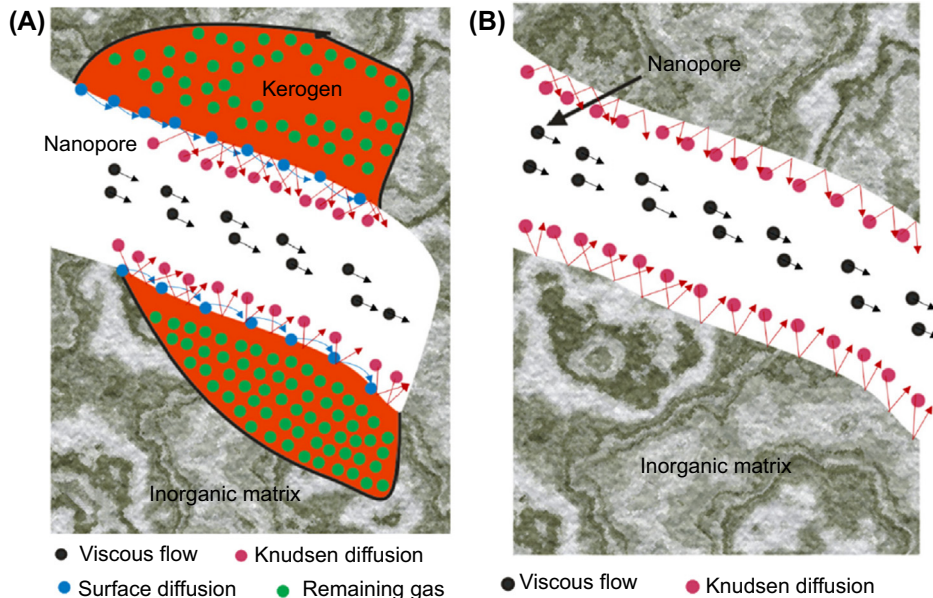 (A)
Kerogen
Nanopore
Inorganic matrix
Viscous flow
Knudsen diffusion
Surface diffusion
Remaining gas
(B)
Nanopore
Inorganic matrix
Viscous flow
Knudsen diffusion